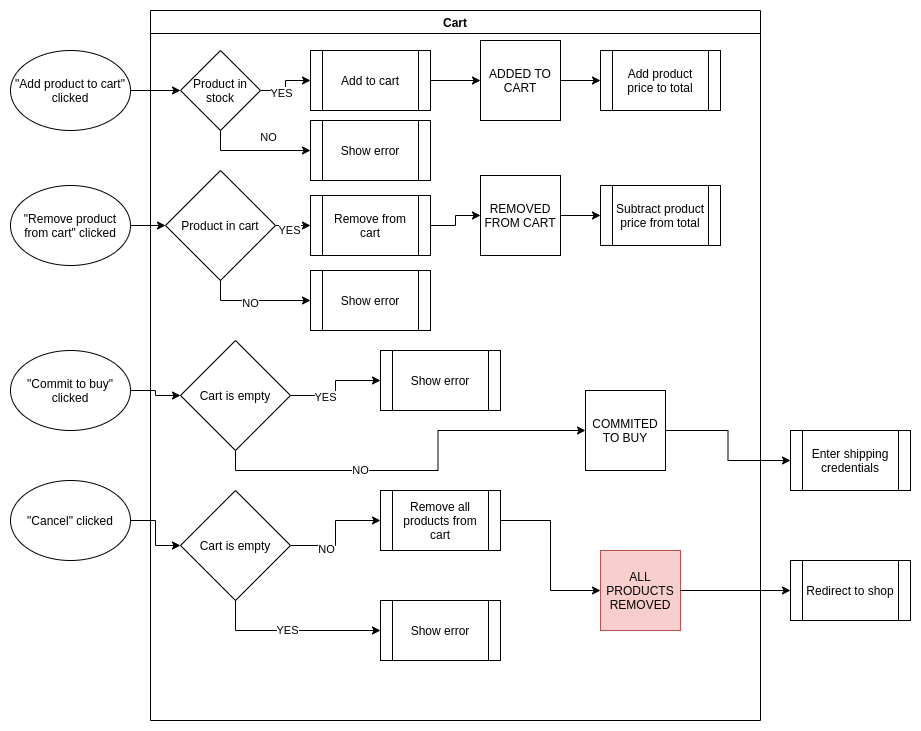 Cart
"Add product to cart"
clicked
Product in
stock
YES
Add to cart
ADDED TO
CART
Add product
price to total
NO
Show error
"Remove product
from cart" clicked
Product in cart
YES
Remove from
cart
REMOVED
FROM CART
Subtract product
price from total
NO
Show error
"Commit to buy"
clicked
Cart is empty
YES
Show error
COMMITED
TO BUY
NO
Enter shipping
credentials
"Cancel" clicked
Cart is empty
NO
Remove all
products from
cart
ALL
PRODUCTS
REMOVED
Redirect to shop
YES
Show error